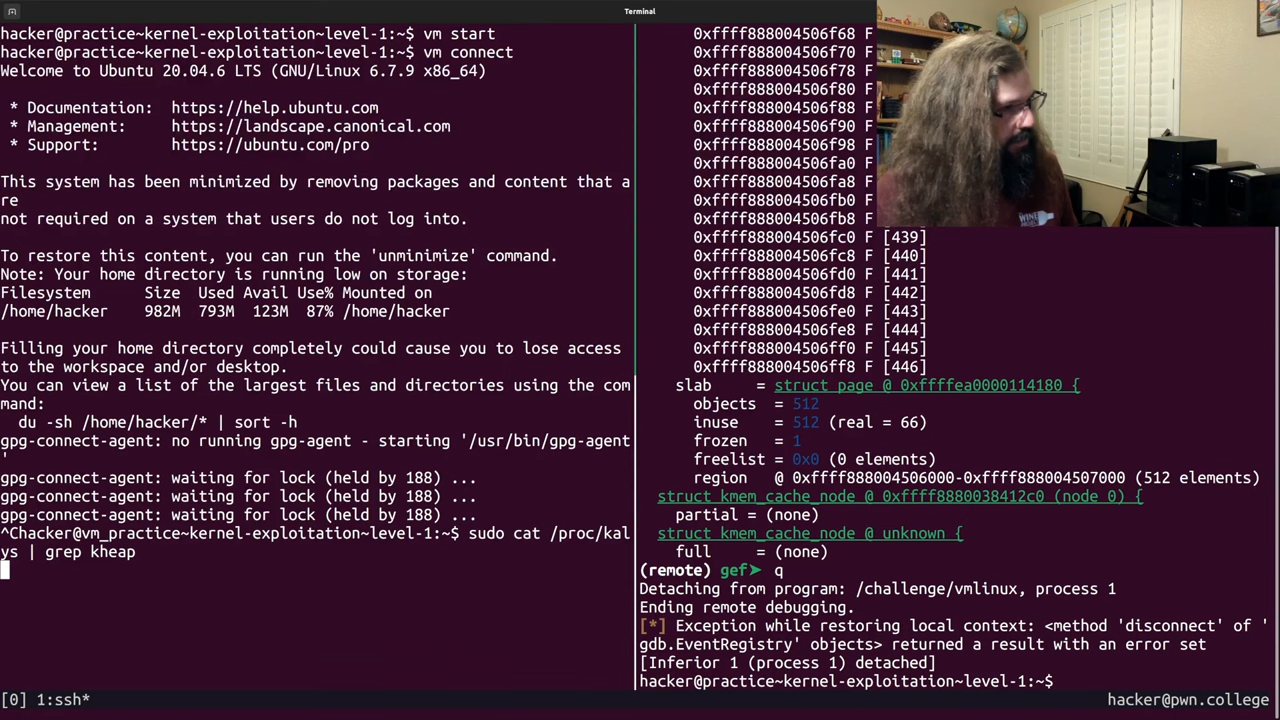 Terminal
hacker@practice~kernel-exploitation~level-1:~$ vm start
hacker@practice~kernel-exploitation~level-1:~$ vm connect
Welcome to Ubuntu 20.04.6 LTS (GNU/Linux 6.7.9 x86_64)
* Documentation: https://help.ubuntu.com
* Management: https://landscape.canonical.com
* Support: https://ubuntu.com/pro
This system has been minimized by removing packages and content that a
re
not required on a system that users do not log into.
To restore this content, you can run the 'unminimize' command.
Note: Your home directory is running low on storage:
Filesystem Size Used Avail Use% Mounted on
/home/hacker 982M 793M 123M 87% /home/hacker
Filling your home directory completely could cause you to lose access
to the workspace and/or desktop.
You can view a list of the largest files and directories using the com
mand:
du -sh /home/hacker/* | sort -h
gpg-connect-agent: no running gpg-agent - starting '/usr/bin/gpg-agent
'
gpg-connect-agent: waiting for lock (held by 188) ...
gpg-connect-agent: waiting for lock (held by 188) ...
gpg-connect-agent: waiting for lock (held by 188) ...
^Chacker@vm_practice~kernel-exploitation~level-1:~$ sudo cat /proc/kal
ys | grep kheap
0xffff888004506f68 F
0xffff888004506f70 F
0xffff888004506f78 F
0xffff888004506f80 F
0xffff888004506f88 F
0xffff888004506f90 F
0xffff888004506f98 F
0xffff888004506fa0 F
0xffff888004506fa8 F
0xffff888004506fb0 F
0xffff888004506fb8 F
0xffff888004506fc0 F [439]
0xffff888004506fc8 F [440]
0xffff888004506fd0 F [441]
0xffff888004506fd8 F [442]
0xffff888004506fe0 F [443]
0xffff888004506fe8 F [444]
0xffff888004506ff0 F [445]
0xffff888004506ff8 F [446]
slab = struct page @ 0xffffea0000114180 {
objects = 512
inuse = 512 (real = 66)
frozen = 1
freelist = 0x0 (0 elements)
region @ 0xffff888004506000-0xffff888004507000 (512 elements)
struct kmem_cache_node @ 0xffff8880038412c0 (node 0) {
partial = (none)
struct kmem_cache_node @ unknown {
full = (none)
(remote) gef➤ q
Detaching from program: /challenge/vmlinux, process 1
Ending remote debugging.
[*] Exception while restoring local context: <method 'disconnect' of '
gdb.EventRegistry' objects> returned a result with an error set
[Inferior 1 (process 1) detached]
hacker@practice~kernel-exploitation~level-1:~$
[0] 1:ssh*
hacker@pwn.college